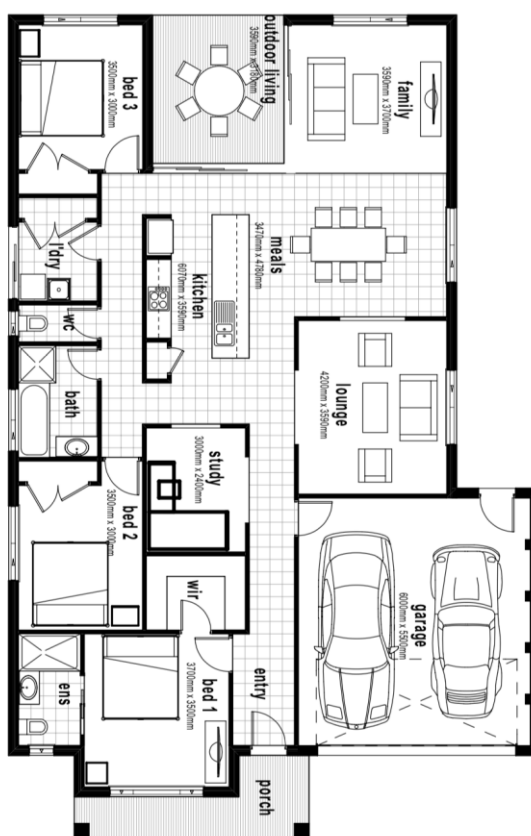 family
3590mm x 3700mm
outdoor living
3590mm x
bed 3
3500mm x 3000mm
meals
3470mm x 4780mm
kitchen
6070mm x 3590mm
l'dry
wc
bath
lounge
4200mm x 3590mm
study
3000mm x 2400mm
bed 2
3500mm x 3000mm
garage
6000mm x 5500mm
wir
entry
bed 1
3700mm x 3500mm
ens
porch